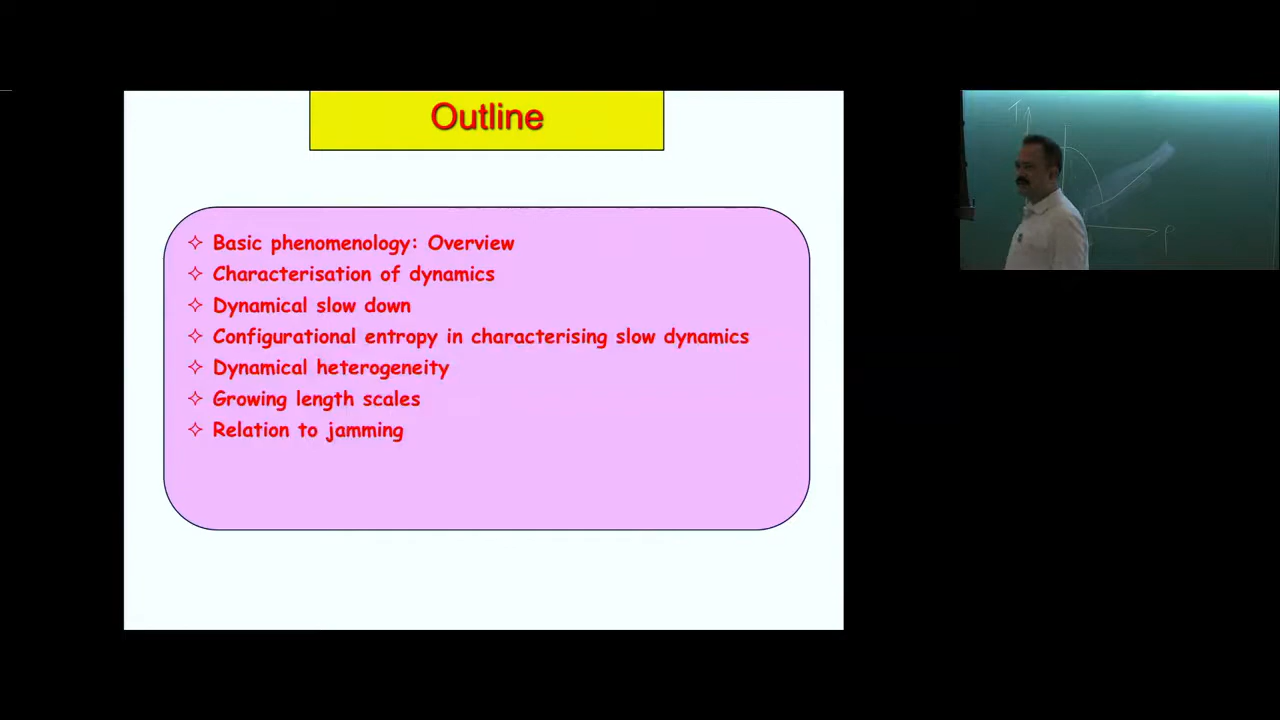 Outline
Basic phenomenology: Overview
Characterisation of dynamics
Dynamical slow down
Configurational entropy in characterising slow dynamics
Dynamical heterogeneity
Growing length scales
Relation to jamming
T